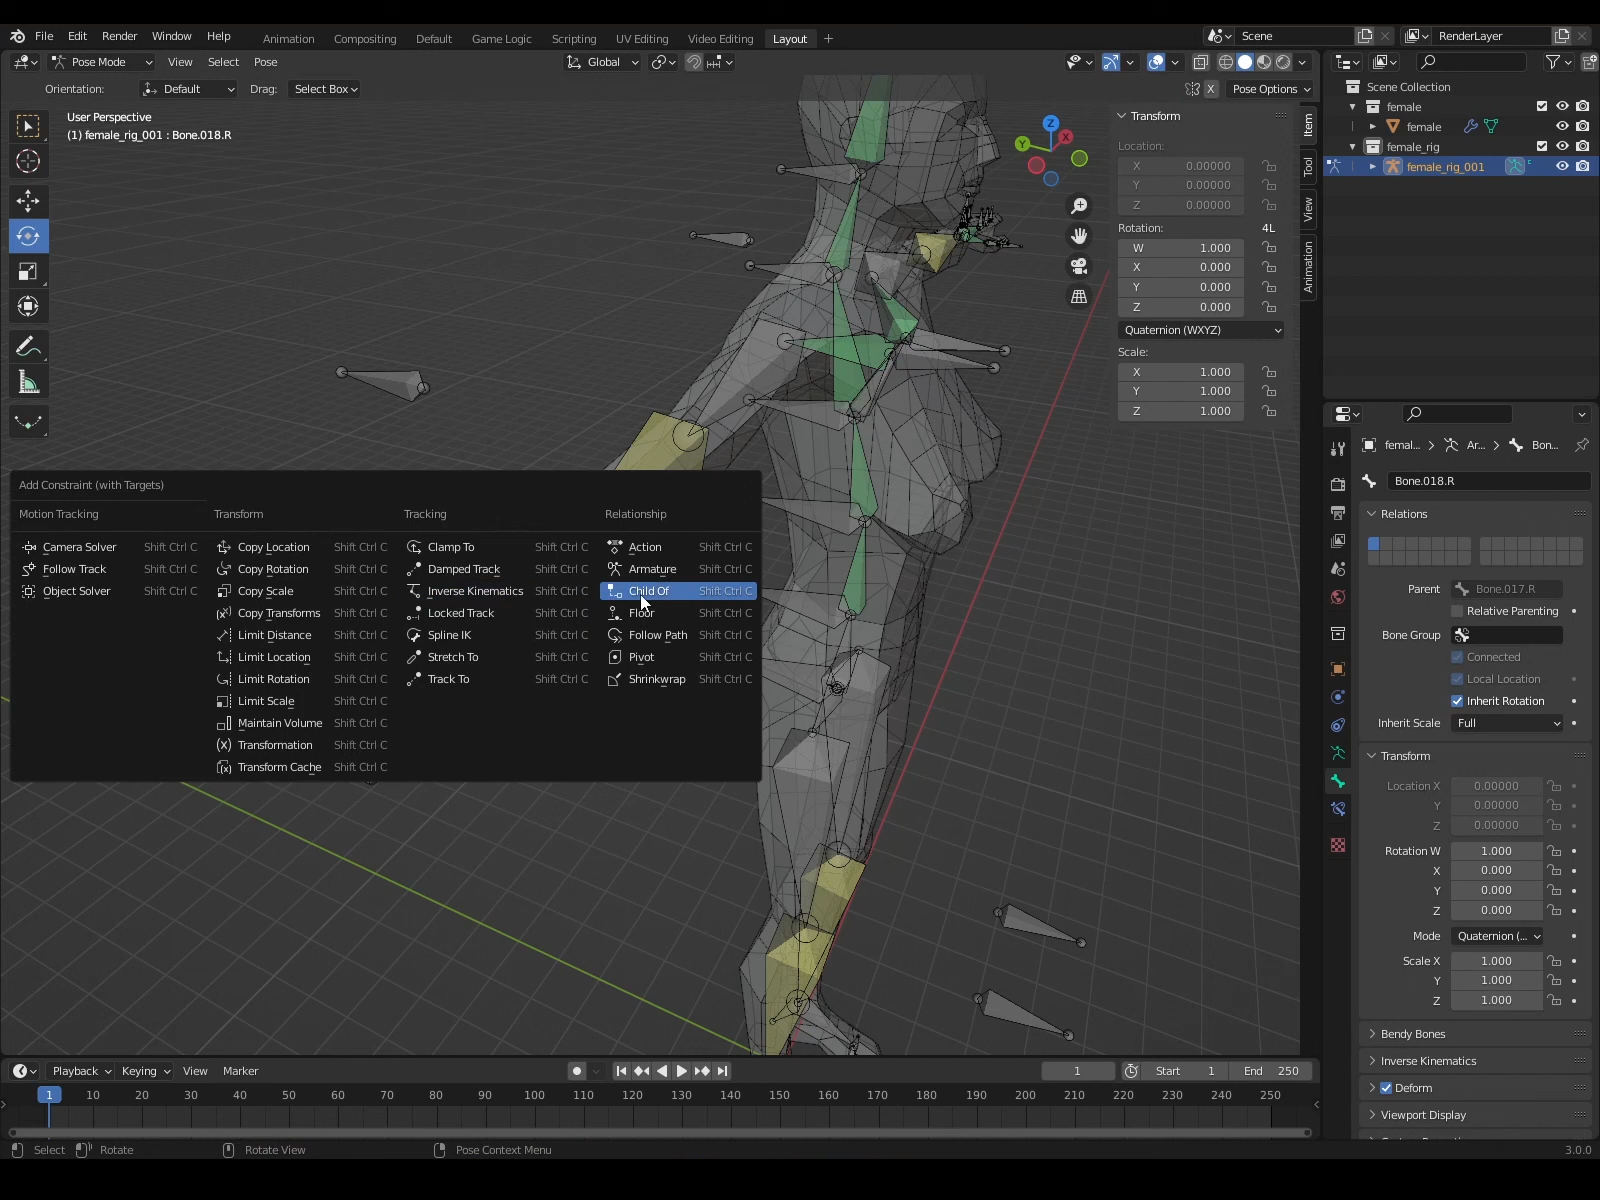 File Edit Render Window Help Animation Compositing Default Game Logic Scripting UV Editing Video Editing Layout + Scene RenderLayer
Pose Mode View Select Pose Global
Orientation: Default Drag: Select Box X Pose Options
User Perspective
(1) female_rig_001 : Bone.018.R
Z
X
Y
Transform
Location:
X 0.00000
Y 0.00000
Z 0.00000
Rotation: 4L
W 1.000
X 0.000
Y 0.000
Z 0.000
Quaternion (WXYZ)
Scale:
X 1.000
Y 1.000
Z 1.000
Item
Tool
View
Animation
Scene Collection
female
female
female_rig
female_rig_001
Add Constraint (with Targets)
Motion Tracking
Camera Solver Shift Ctrl C
Follow Track Shift Ctrl C
Object Solver Shift Ctrl C
Transform
Copy Location Shift Ctrl C
Copy Rotation Shift Ctrl C
Copy Scale Shift Ctrl C
Copy Transforms Shift Ctrl C
Limit Distance Shift Ctrl C
Limit Location Shift Ctrl C
Limit Rotation Shift Ctrl C
Limit Scale Shift Ctrl C
Maintain Volume Shift Ctrl C
Transformation Shift Ctrl C
Transform Cache Shift Ctrl C
Tracking
Clamp To Shift Ctrl C
Damped Track Shift Ctrl C
Inverse Kinematics Shift Ctrl C
Locked Track Shift Ctrl C
Spline IK Shift Ctrl C
Stretch To Shift Ctrl C
Track To Shift Ctrl C
Relationship
Action Shift Ctrl C
Armature Shift Ctrl C
Child Of Shift Ctrl C
Floor Shift Ctrl C
Follow Path Shift Ctrl C
Pivot Shift Ctrl C
Shrinkwrap Shift Ctrl C
femal... > Ar... > Bon...
Bone.018.R
Relations
Parent Bone.017.R
Relative Parenting
Bone Group
Connected
Local Location
Inherit Rotation
Inherit Scale Full
Transform
Location X 0.00000
Y 0.00000
Z 0.00000
Rotation W 1.000
X 0.000
Y 0.000
Z 0.000
Mode Quaternion (...
Scale X 1.000
Y 1.000
Z 1.000
Bendy Bones
Inverse Kinematics
Deform
Viewport Display
Playback Keying View Marker 1 Start 1 End 250
1 10 20 30 40 50 60 70 80 90 100 110 120 130 140 150 160 170 180 190 200 210 220 230 240 250
Select Rotate Rotate View Pose Context Menu 3.0.0